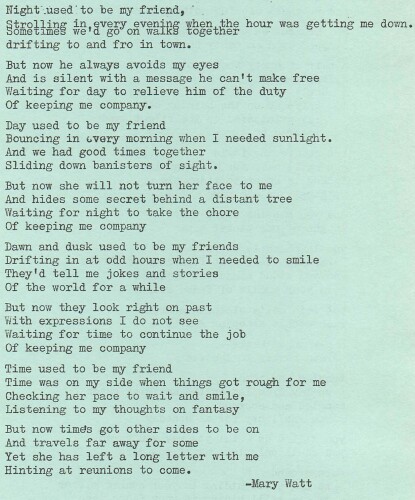 Night used to be my friend,
Strolling in every evening when the hour was getting me down.
Sometimes we'd go on walks together
drifting to and fro in town.
But now he always avoids my eyes
And is silent with a message he can't make free
Waiting for day to relieve him of the duty
Of keeping me company.
Day used to be my friend
Bouncing in every morning when I needed sunlight.
And we had good times together
Sliding down banisters of sight.
But now she will not turn her face to me
And hides some secret behind a distant tree
Waiting for night to take the chore
Of keeping me company
Dawn and dusk used to be my friends
Drifting in at odd hours when I needed to smile
They'd tell me jokes and stories
Of the world for a while
But now they look right on past
With expressions I do not see
Waiting for time to continue the job
Of keeping me company
Time used to be my friend
Time was on my side when things got rough for me
Checking her pace to wait and smile,
Listening to my thoughts on fantasy
But now time's got other sides to be on
And travels far away for some
Yet she has left a long letter with me
Hinting at reunions to come.
-Mary Watt